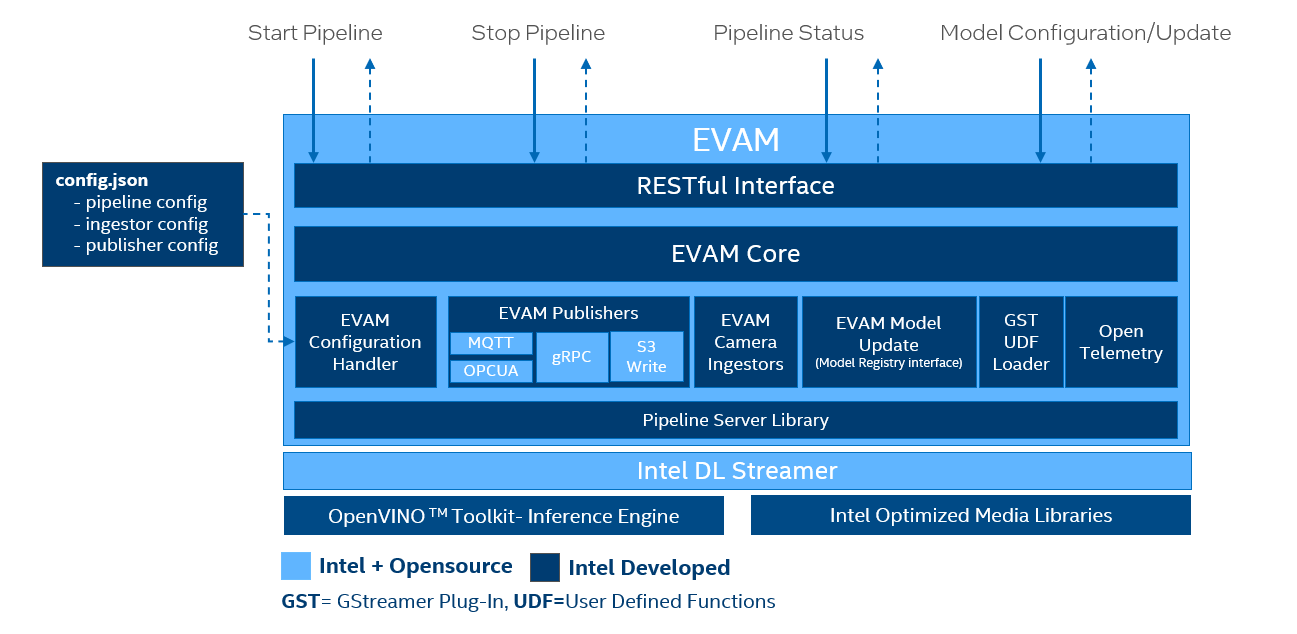 Start Pipeline
Stop Pipeline
Pipeline Status
Model Configuration/Update
EVAM
config.json
- pipeline config
- ingestor config
- publisher config
RESTful Interface
EVAM Core
EVAM
Configuration
Handler
EVAM Publishers
MQTT
OPCUA
gRPC
S3
Write
EVAM
Camera
Ingestors
EVAM Model
Update
(Model Registry interface)
GST
UDF
Loader
Open
Telemetry
Pipeline Server Library
Intel DL Streamer
OpenVINO™ Toolkit- Inference Engine
Intel Optimized Media Libraries
Intel + Opensource
Intel Developed
GST= GStreamer Plug-In, UDF=User Defined Functions